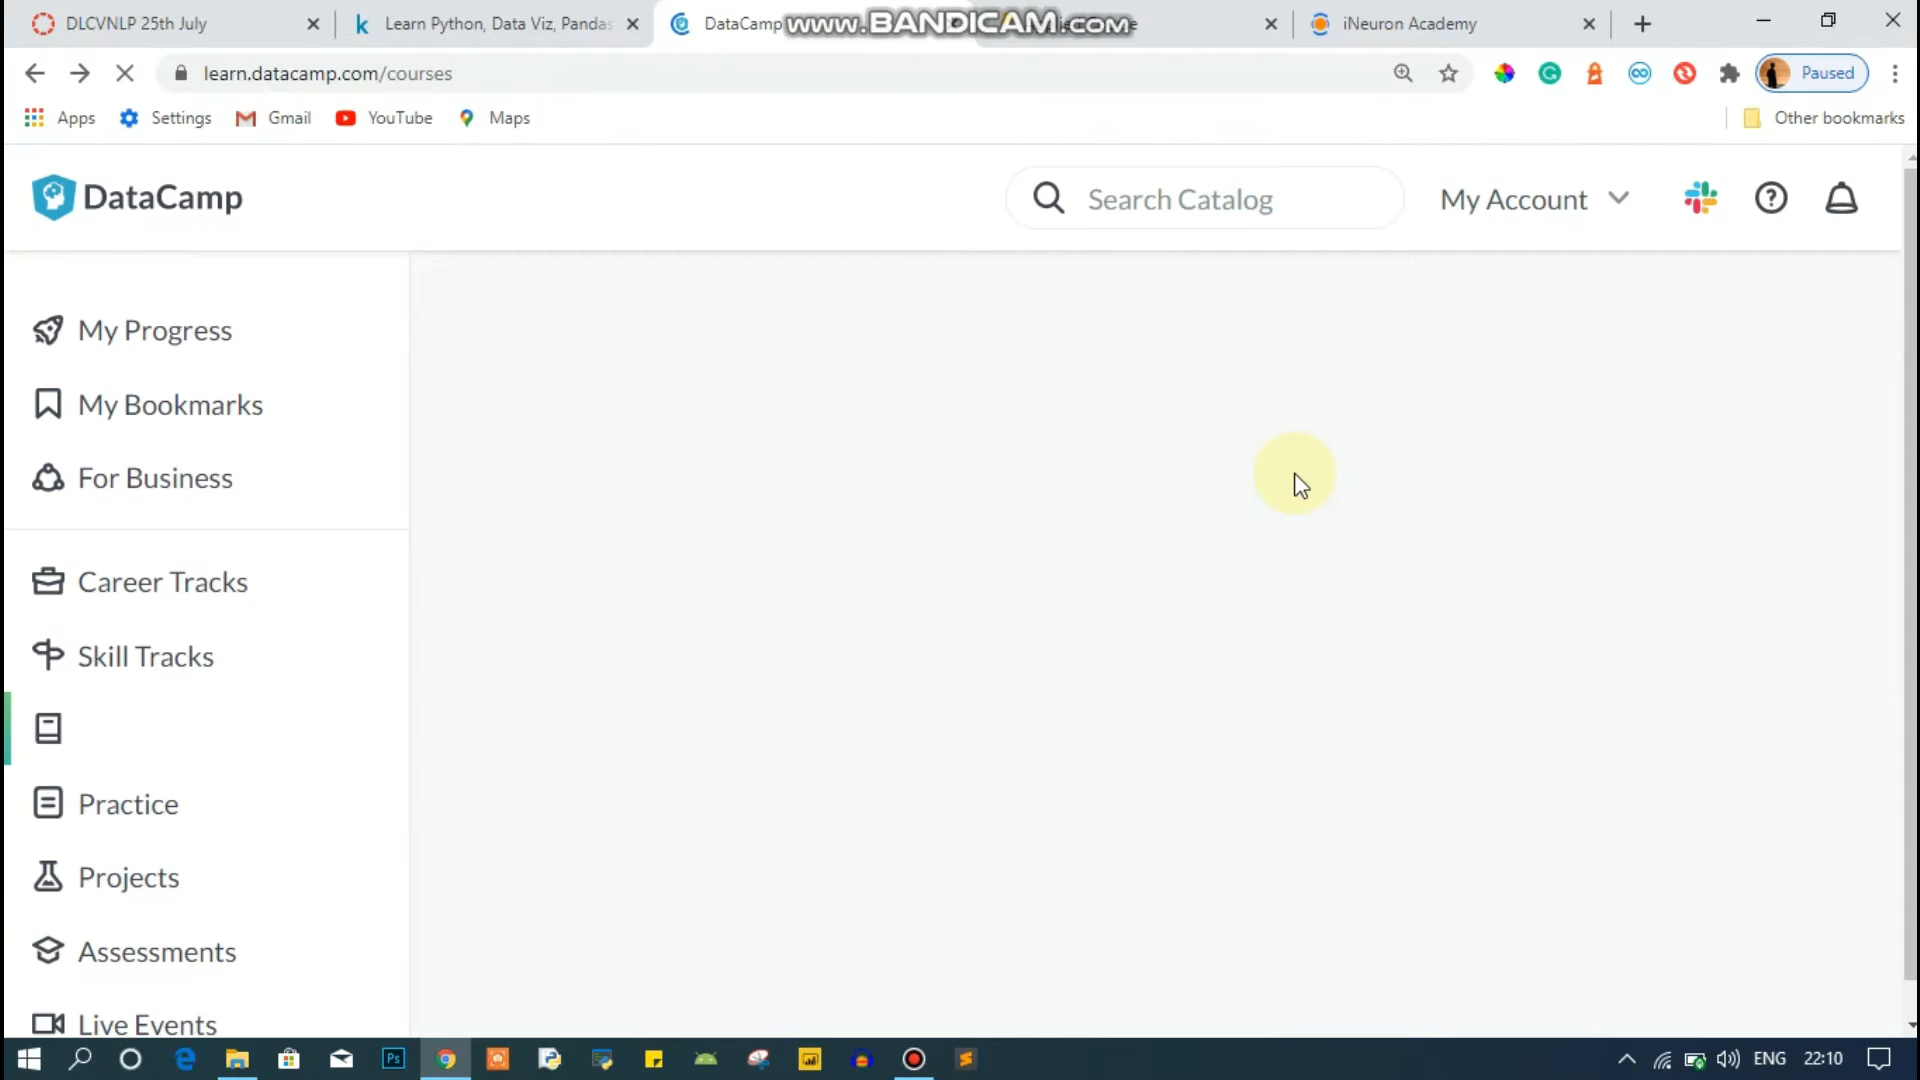 DLCVNLP 25th July
Learn Python, Data Viz, Pandas
DataCamp
www.BANDICAM.com
iNeuron Academy
learn.datacamp.com/courses
Paused
Apps
Settings
Gmail
YouTube
Maps
Other bookmarks
DataCamp
Search Catalog
My Account
My Progress
My Bookmarks
For Business
Career Tracks
Skill Tracks
Practice
Projects
Assessments
Live Events
ENG
22:10